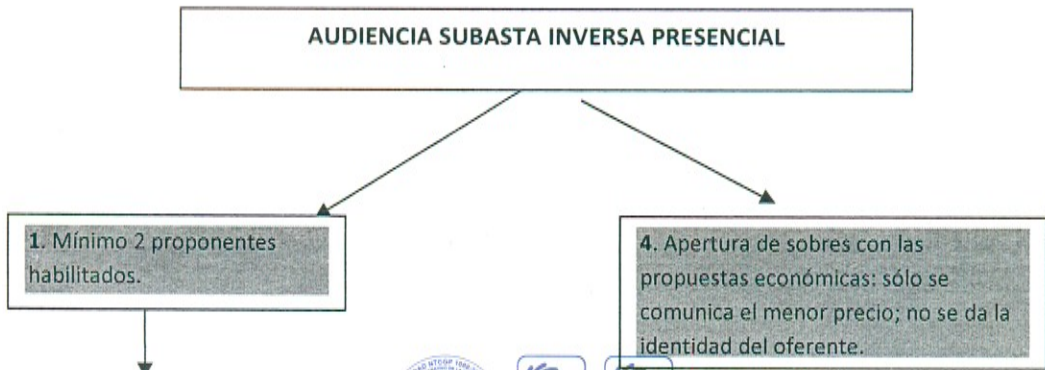 AUDIENCIA SUBASTA INVERSA PRESENCIAL
1. Mínimo 2 proponentes
habilitados.
4. Apertura de sobres con las
propuestas económicas: sólo se
comunica el menor precio; no se da la
identidad del oferente.